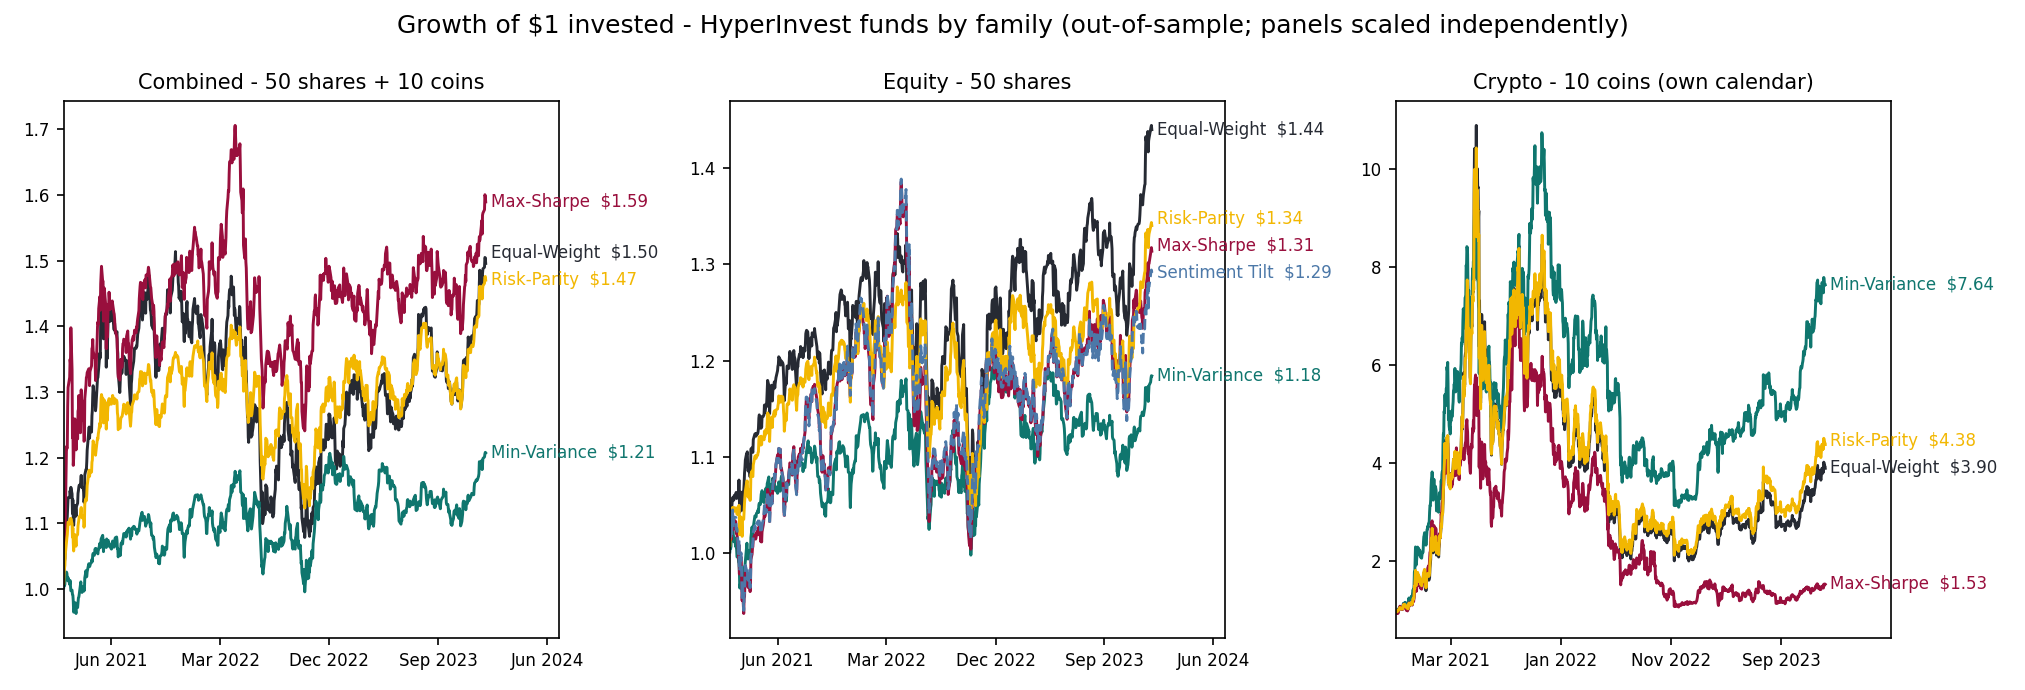 Growth of $1 invested - HyperInvest funds by family (out-of-sample; panels scaled independently)
Combined - 50 shares + 10 coins
1.7
1.6
1.5
1.4
1.3
1.2
1.1
1.0
Max-Sharpe $1.59
Equal-Weight $1.50
Risk-Parity $1.47
Min-Variance $1.21
Jun 2021 Mar 2022 Dec 2022 Sep 2023 Jun 2024
Equity - 50 shares
1.4
1.3
1.2
1.1
1.0
Equal-Weight $1.44
Risk-Parity $1.34
Max-Sharpe $1.31
Sentiment Tilt $1.29
Min-Variance $1.18
Jun 2021 Mar 2022 Dec 2022 Sep 2023 Jun 2024
Crypto - 10 coins (own calendar)
10
8
6
4
2
Min-Variance $7.64
Risk-Parity $4.38
Equal-Weight $3.90
Max-Sharpe $1.53
Mar 2021 Jan 2022 Nov 2022 Sep 2023